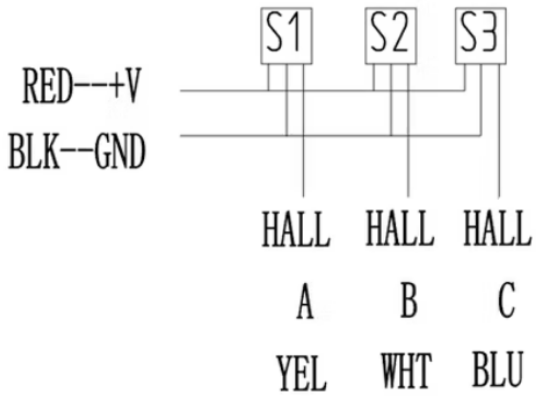 S1 S2 S3
RED--+V
BLK--GND
HALL HALL HALL
A B C
YEL WHT BLU